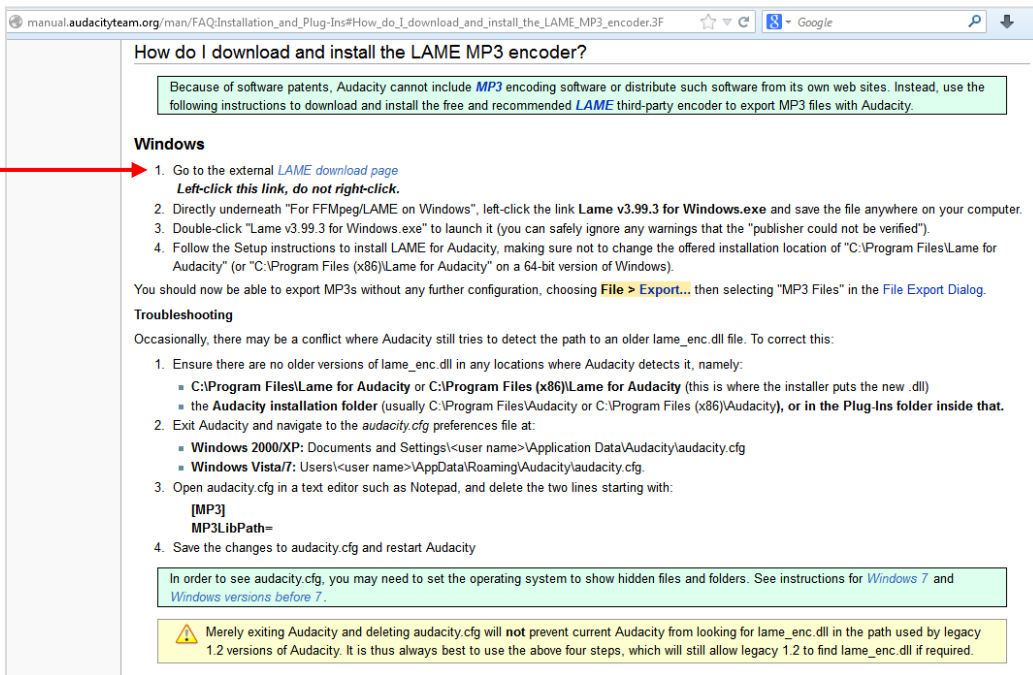 manual.audacityteam.org/man/FAQ:Installation_and_Plug-Ins#How_do_I_download_and_install_the_LAME_MP3_encoder.3F
8 Google
How do I download and install the LAME MP3 encoder?
Because of software patents, Audacity cannot include MP3 encoding software or distribute such software from its own web sites. Instead, use the
following instructions to download and install the free and recommended LAME third-party encoder to export MP3 files with Audacity.
Windows
1. Go to the external LAME download page
Left-click this link, do not right-click.
2. Directly underneath "For FFMpeg/LAME on Windows", left-click the link Lame v3.99.3 for Windows.exe and save the file anywhere on your computer.
3. Double-click "Lame v3.99.3 for Windows.exe" to launch it (you can safely ignore any warnings that the "publisher could not be verified").
4. Follow the Setup instructions to install LAME for Audacity, making sure not to change the offered installation location of "C:\Program Files\Lame for
Audacity" (or "C:\Program Files (x86)\Lame for Audacity" on a 64-bit version of Windows).
You should now be able to export MP3s without any further configuration, choosing File > Export... then selecting "MP3 Files" in the File Export Dialog.
Troubleshooting
Occasionally, there may be a conflict where Audacity still tries to detect the path to an older lame_enc.dll file. To correct this:
1. Ensure there are no older versions of lame_enc.dll in any locations where Audacity detects it, namely:
▪ C:\Program Files\Lame for Audacity or C:\Program Files (x86)\Lame for Audacity (this is where the installer puts the new .dll)
▪ the Audacity installation folder (usually C:\Program Files\Audacity or C:\Program Files (x86)\Audacity), or in the Plug-Ins folder inside that.
2. Exit Audacity and navigate to the audacity.cfg preferences file at:
▪ Windows 2000/XP: Documents and Settings\<user name>\Application Data\Audacity\audacity.cfg
▪ Windows Vista/7: Users\<user name>\AppData\Roaming\Audacity\audacity.cfg.
3. Open audacity.cfg in a text editor such as Notepad, and delete the two lines starting with:
[MP3]
MP3LibPath=
4. Save the changes to audacity.cfg and restart Audacity
In order to see audacity.cfg, you may need to set the operating system to show hidden files and folders. See instructions for Windows 7 and
Windows versions before 7.
Merely exiting Audacity and deleting audacity.cfg will not prevent current Audacity from looking for lame_enc.dll in the path used by legacy
1.2 versions of Audacity. It is thus always best to use the above four steps, which will still allow legacy 1.2 to find lame_enc.dll if required.